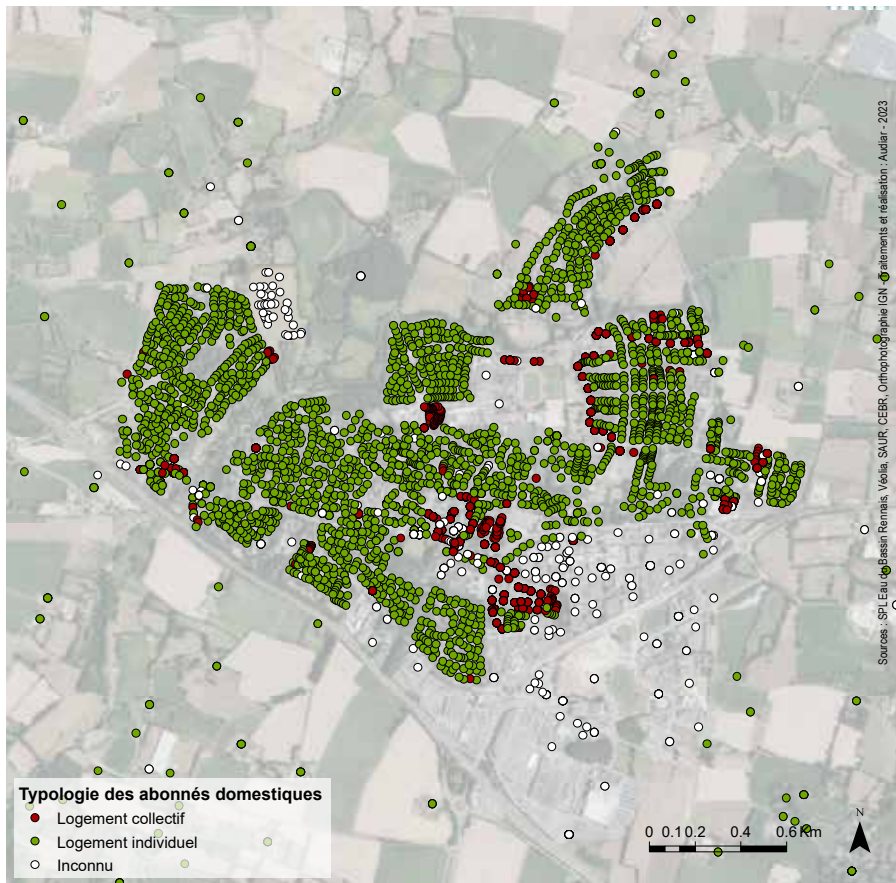 Sources : SPL Eau du Bassin Rennais, Véolia, SAUR, CEBR, Orthophotographie IGN - Traitements et réalisation : Audiar - 2023
Typologie des abonnés domestiques
Logement collectif
Logement individuel
Inconnu
0 0.1 0.2 0.4 0.6 Km
N